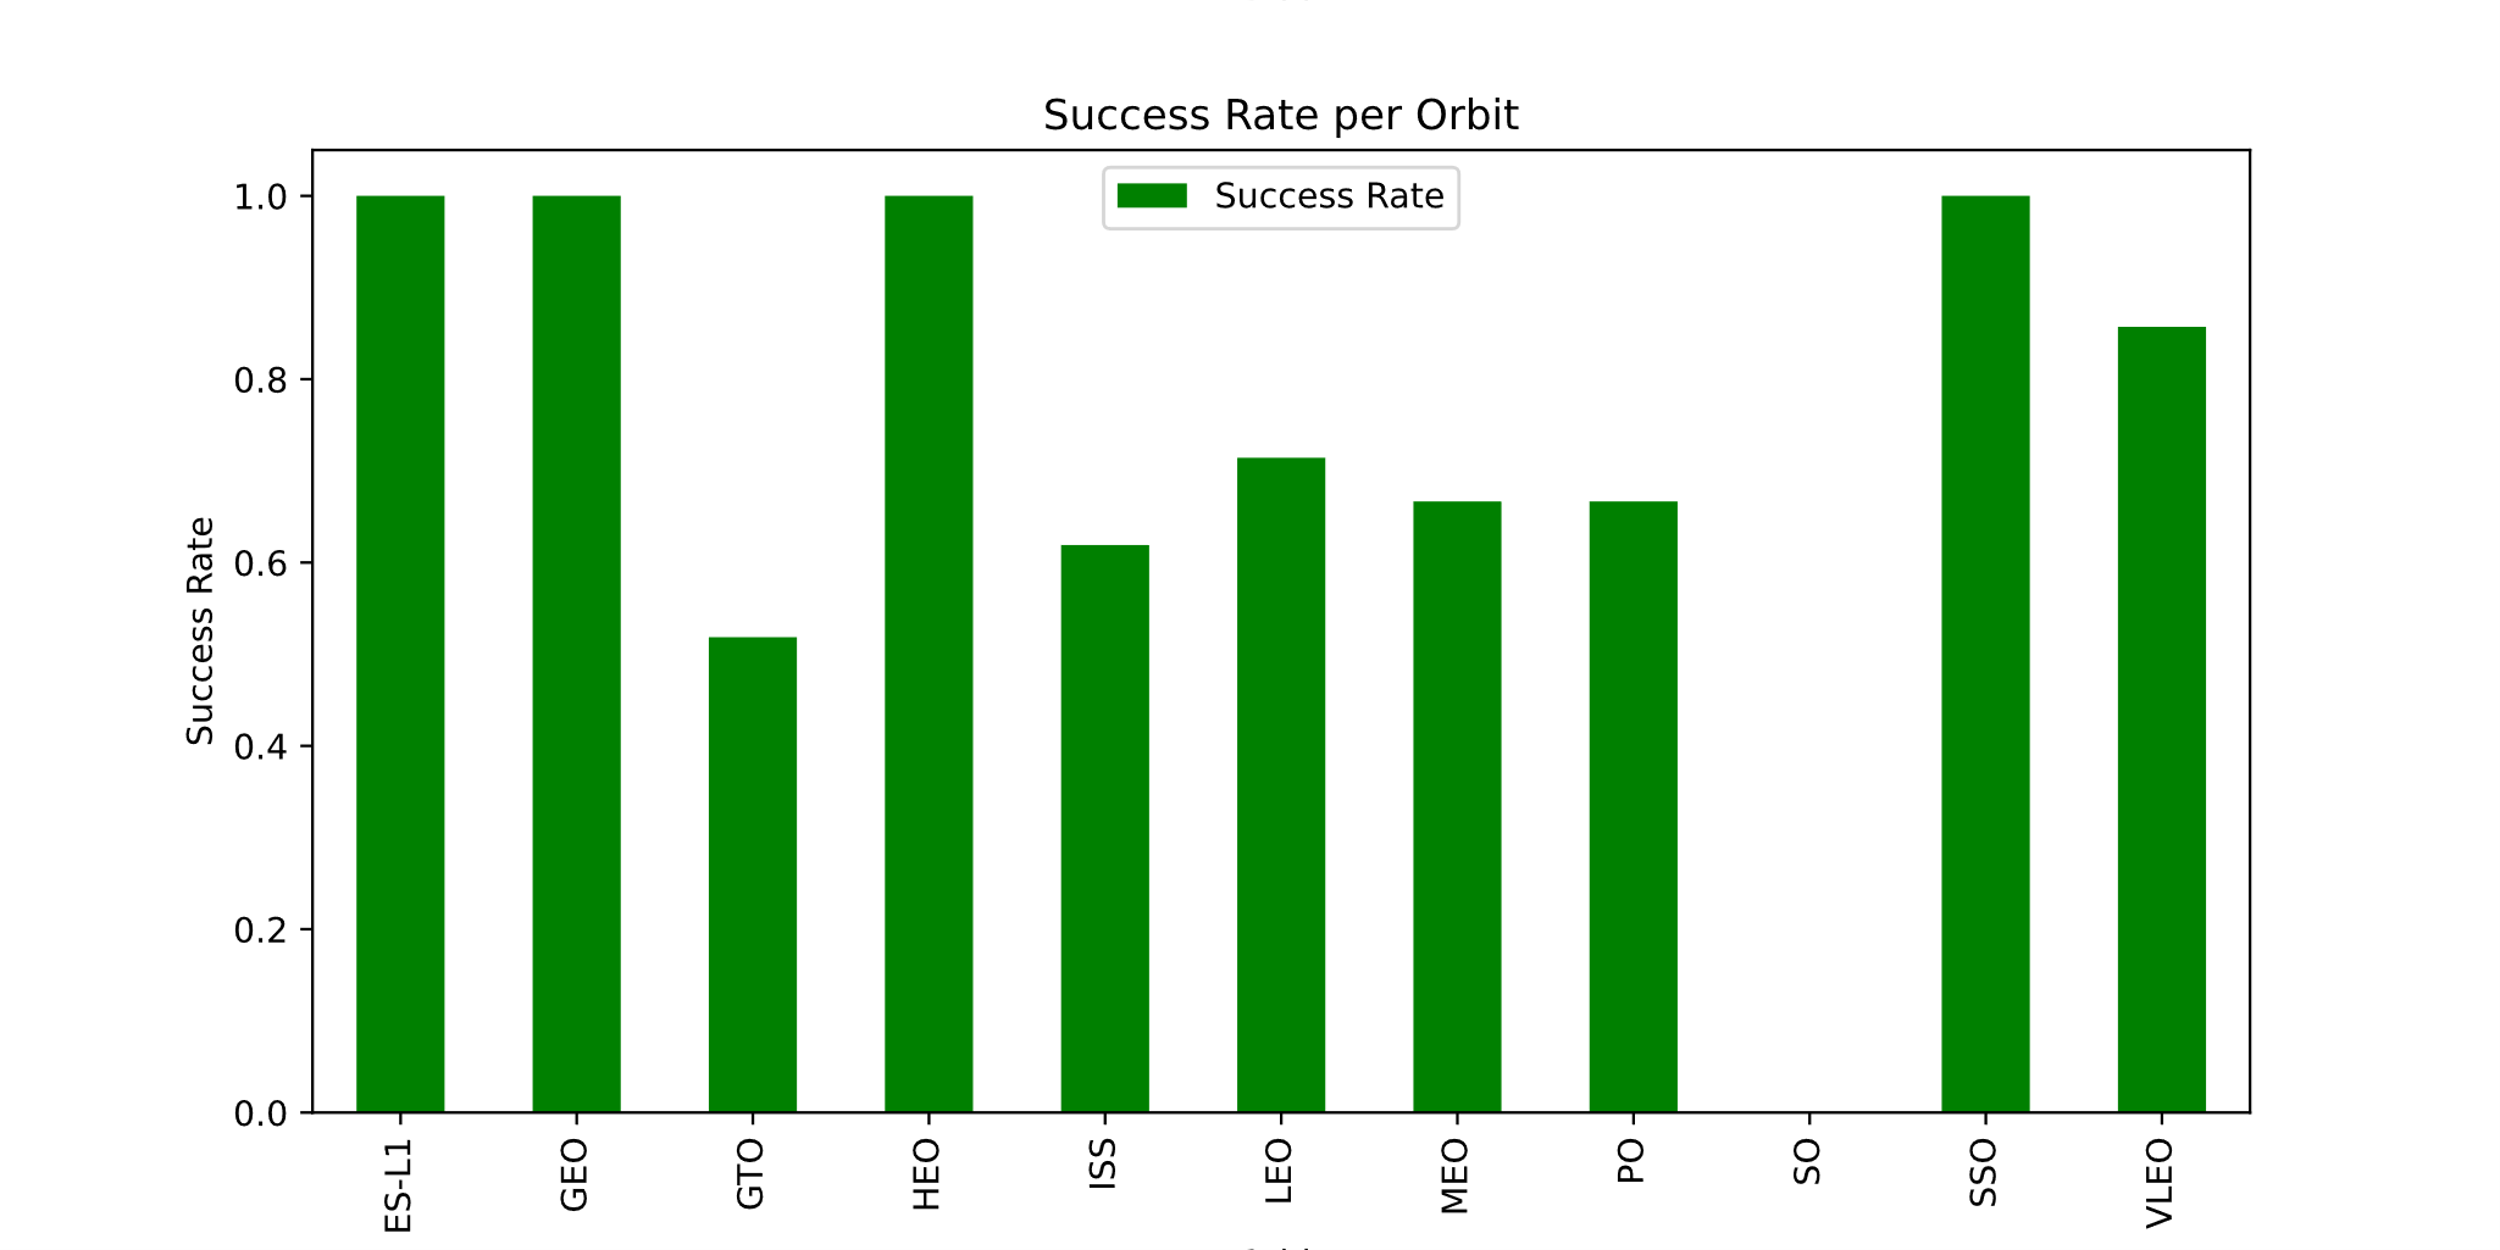 Success Rate per Orbit
Success Rate
1.0
0.8
0.6
0.4
0.2
0.0
Success Rate
ES-L1
GEO
GTO
HEO
ISS
LEO
MEO
PO
SO
SSO
VLEO